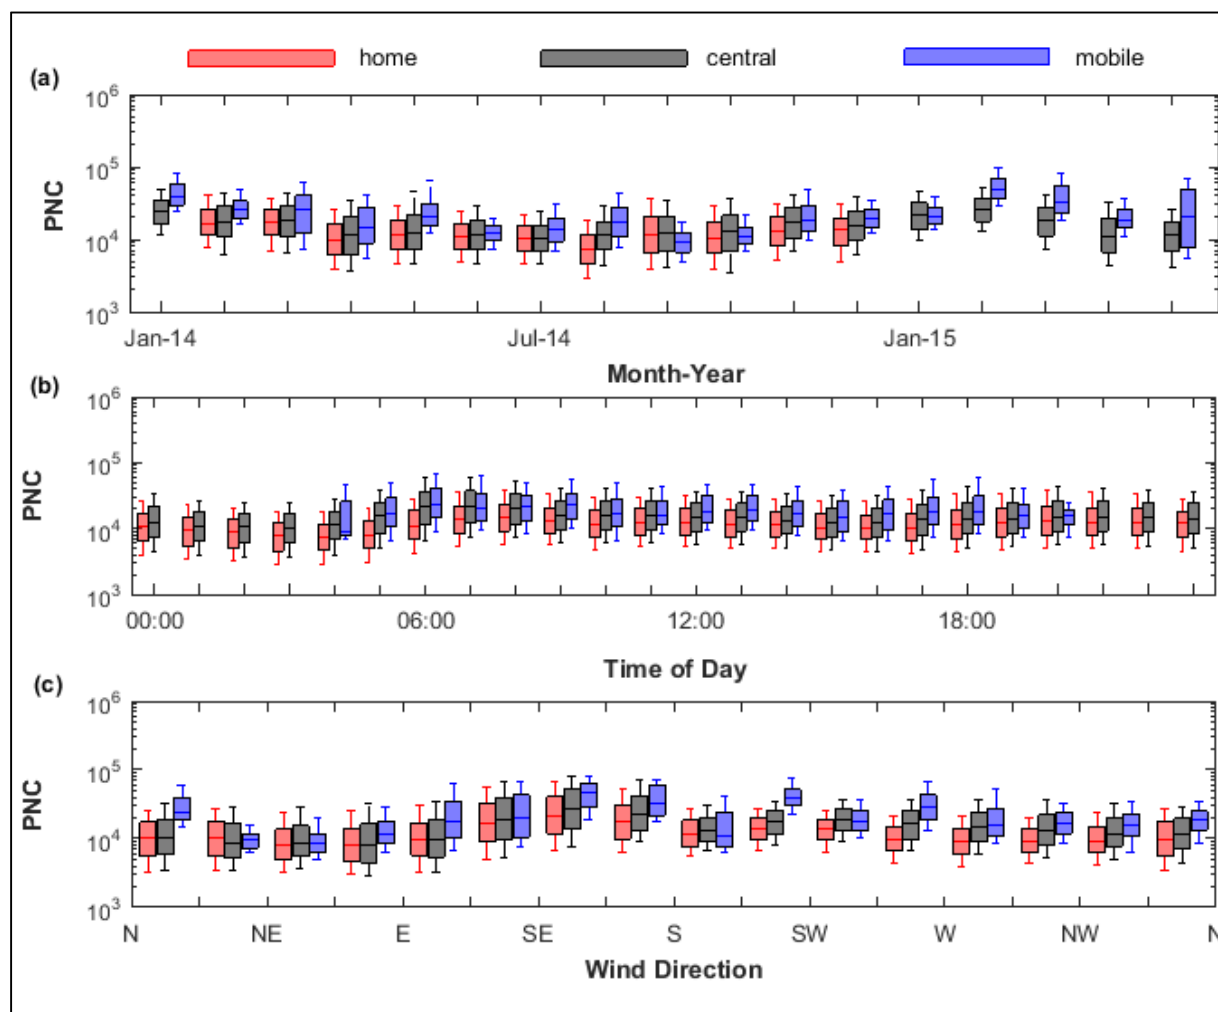 home central mobile
(a)
10^6
10^5
10^4
10^3
PNC
Jan-14 Jul-14 Jan-15
Month-Year
(b)
10^6
10^5
10^4
10^3
PNC
00:00 06:00 12:00 18:00
Time of Day
(c)
10^6
10^5
10^4
10^3
PNC
N NE E SE S SW W NW N
Wind Direction